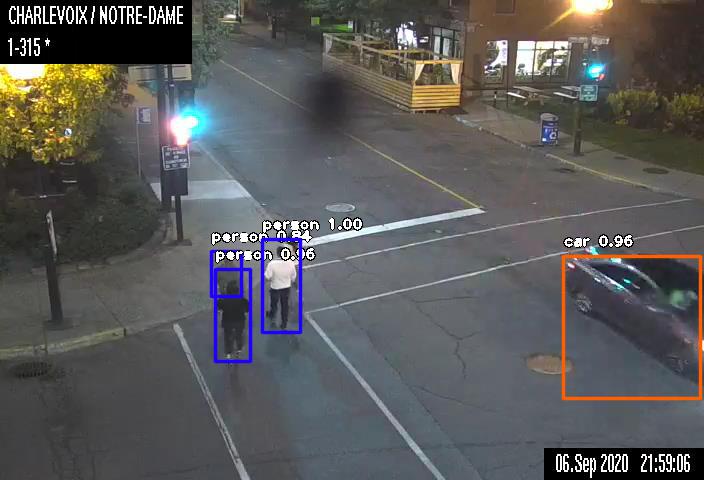 CHARLEVOIX / NOTRE-DAME
1-315 *
person 1.00
person 0.84
person 0.96
car 0.96
06.Sep 2020 21:59:06